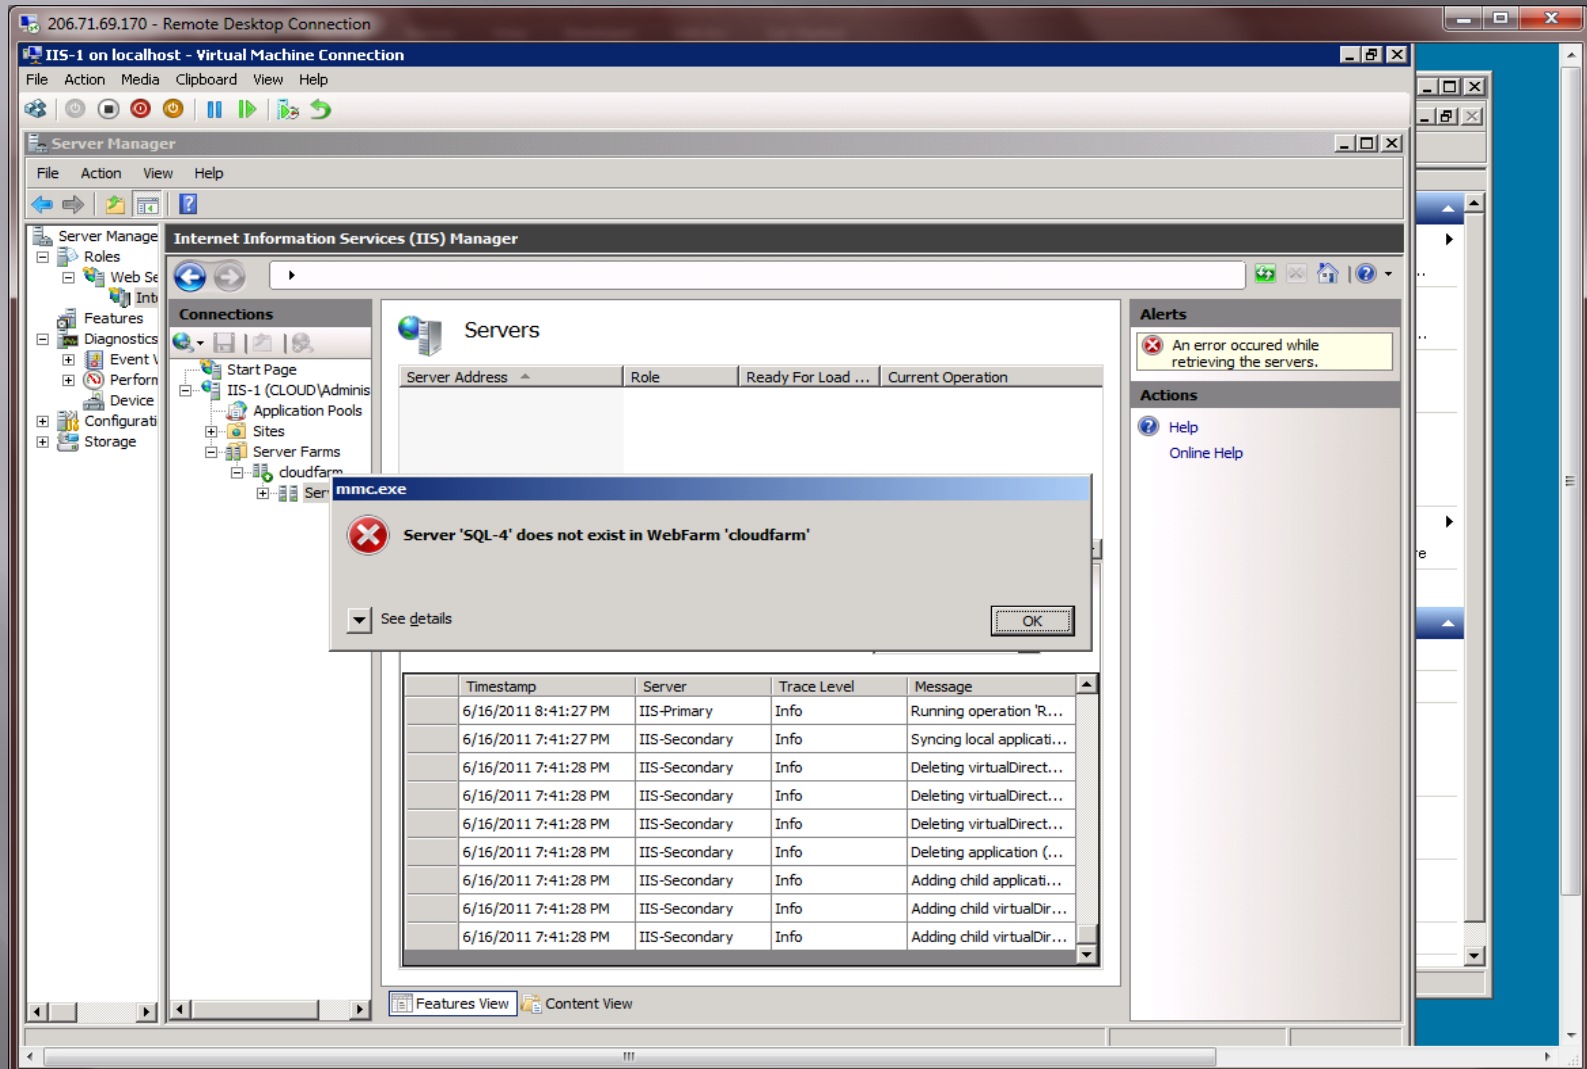 206.71.69.170 - Remote Desktop Connection
IIS-1 on localhost - Virtual Machine Connection
File Action Media Clipboard View Help
Server Manager
File Action View Help
Server Manage
Roles
Web Se
Int
Features
Diagnostics
Event V
Perforn
Device
Configurati
Storage
Internet Information Services (IIS) Manager
Connections
Start Page
IIS-1 (CLOUD\Adminis
Application Pools
Sites
Server Farms
cloudfarm
Ser
Servers
Server Address Role Ready For Load ... Current Operation
Alerts
An error occured while
retrieving the servers.
Actions
Help
Online Help
mmc.exe
Server 'SQL-4' does not exist in WebFarm 'cloudfarm'
See details
OK
Timestamp Server Trace Level Message
6/16/2011 8:41:27 PM IIS-Primary Info Running operation 'R...
6/16/2011 7:41:27 PM IIS-Secondary Info Syncing local applicati...
6/16/2011 7:41:28 PM IIS-Secondary Info Deleting virtualDirect...
6/16/2011 7:41:28 PM IIS-Secondary Info Deleting virtualDirect...
6/16/2011 7:41:28 PM IIS-Secondary Info Deleting virtualDirect...
6/16/2011 7:41:28 PM IIS-Secondary Info Deleting application (...
6/16/2011 7:41:28 PM IIS-Secondary Info Adding child applicati...
6/16/2011 7:41:28 PM IIS-Secondary Info Adding child virtualDir...
6/16/2011 7:41:28 PM IIS-Secondary Info Adding child virtualDir...
Features View Content View